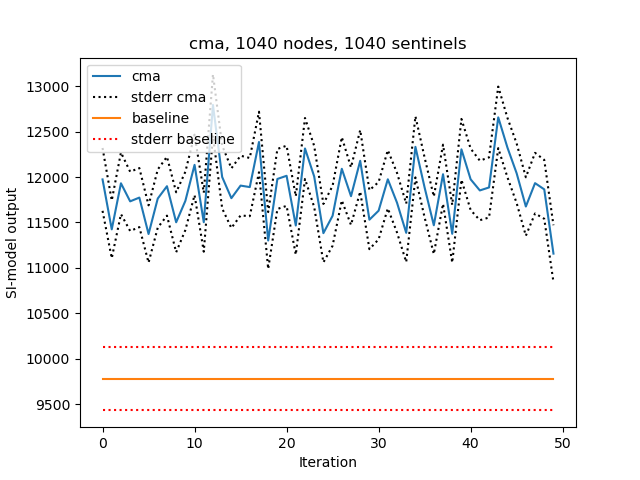 cma, 1040 nodes, 1040 sentinels
cma
stderr cma
baseline
stderr baseline
SI-model output
13000
12500
12000
11500
11000
10500
10000
9500
0 10 20 30 40 50
Iteration